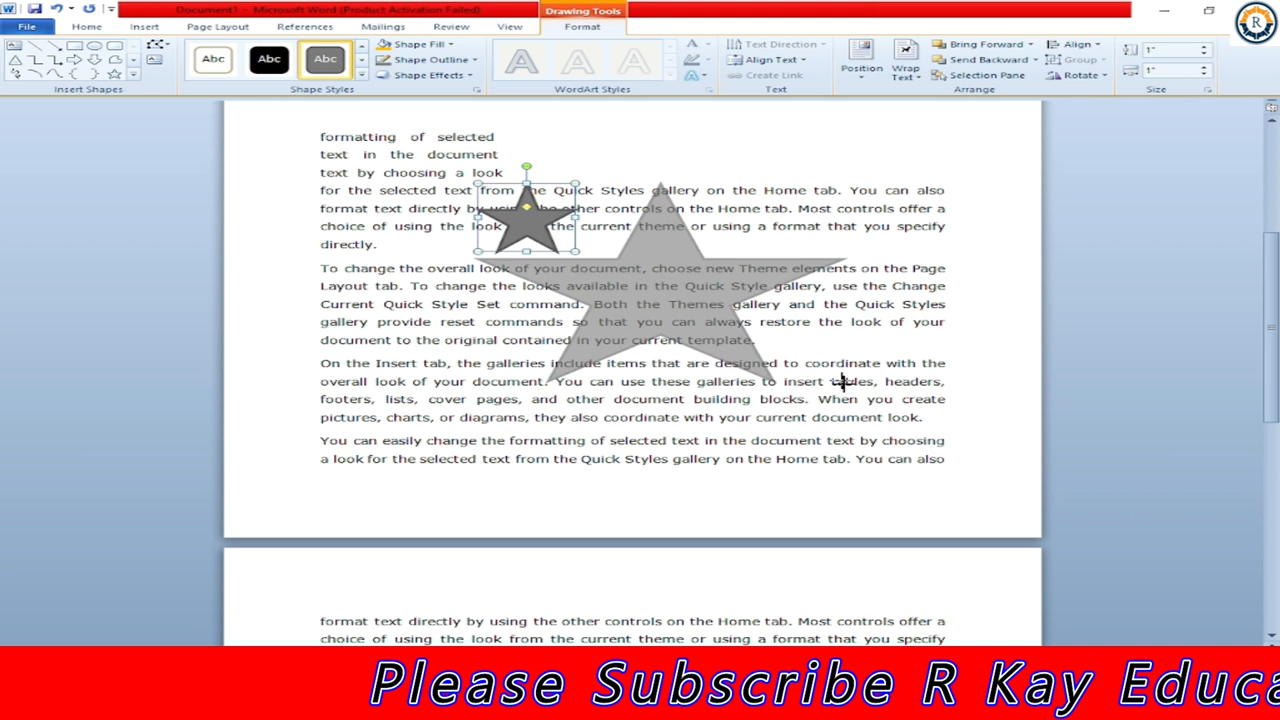 Document1 - Microsoft Word (Product Activation Failed)
Drawing Tools
File Home Insert Page Layout References Mailings Review View Format
R
Abc Abc Abc
Shape Fill
Shape Outline
Shape Effects
A A A
Text Direction
Align Text
Create Link
Position
Wrap
Text
Bring Forward
Send Backward
Selection Pane
Align
Group
Rotate
1"
1"
Insert Shapes Shape Styles WordArt Styles Text Arrange Size
formatting of selected
text in the document
text by choosing a look
for the selected text from the Quick Styles gallery on the Home tab. You can also
format text directly by using the other controls on the Home tab. Most controls offer a
choice of using the look the current theme or using a format that you specify
directly.
To change the overall look of your document, choose new Theme elements on the Page
Layout tab. To change the looks available in the Quick Style gallery, use the Change
Current Quick Style Set command. Both the Themes gallery and the Quick Styles
gallery provide reset commands so that you can always restore the look of your
document to the original contained in your current template.
On the Insert tab, the galleries include items that are designed to coordinate with the
overall look of your document. You can use these galleries to insert tables, headers,
footers, lists, cover pages, and other document building blocks. When you create
pictures, charts, or diagrams, they also coordinate with your current document look.
You can easily change the formatting of selected text in the document text by choosing
a look for the selected text from the Quick Styles gallery on the Home tab. You can also
format text directly by using the other controls on the Home tab. Most controls offer a
choice of using the look from the current theme or using a format that you specify
Please Subscribe R Kay Educa